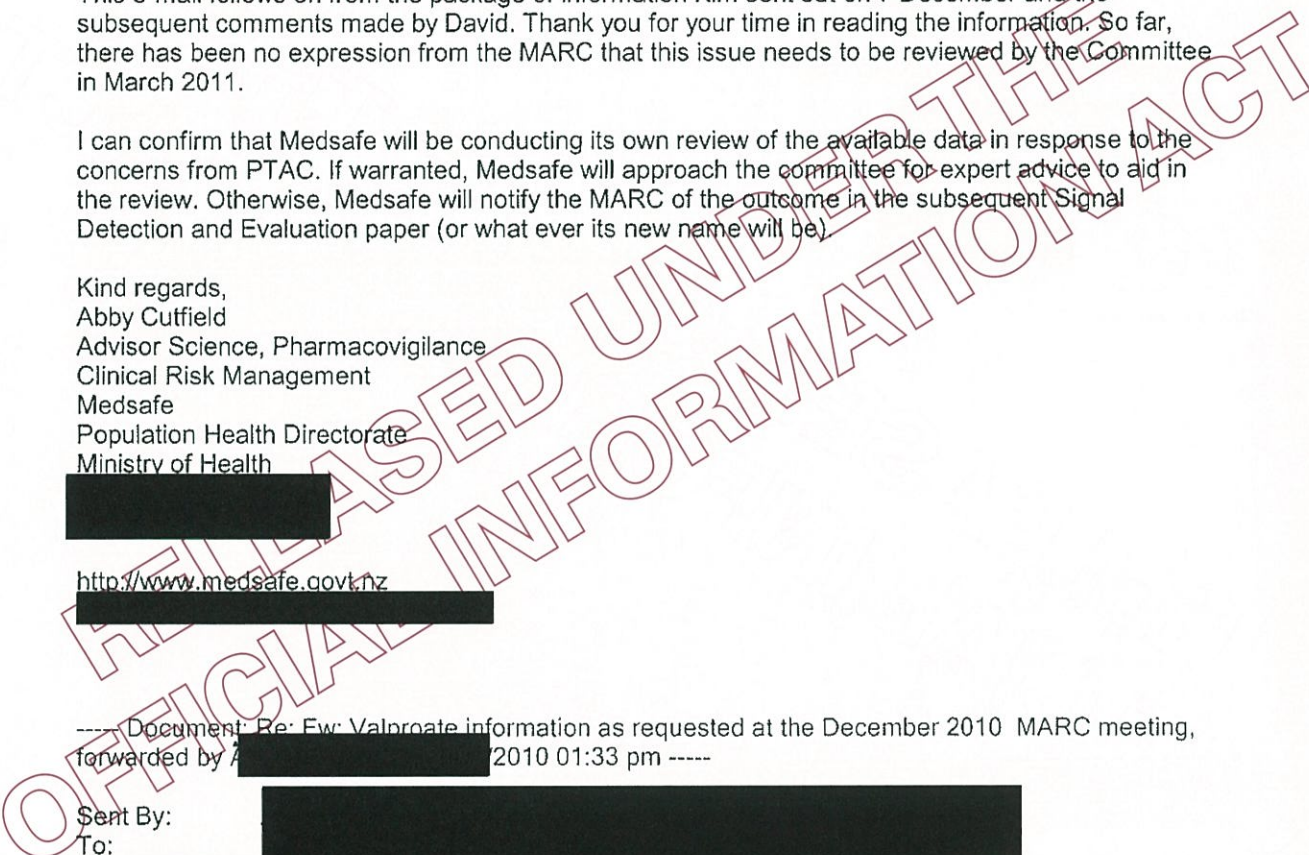 subsequent comments made by David. Thank you for your time in reading the information. So far,
there has been no expression from the MARC that this issue needs to be reviewed by the Committee
in March 2011.
I can confirm that Medsafe will be conducting its own review of the available data in response to the
concerns from PTAC. If warranted, Medsafe will approach the committee for expert advice to aid in
the review. Otherwise, Medsafe will notify the MARC of the outcome in the subsequent Signal
Detection and Evaluation paper (or what ever its new name will be).
Kind regards,
Abby Cutfield
Advisor Science, Pharmacovigilance
Clinical Risk Management
Medsafe
Population Health Directorate
Ministry of Health
http://www.medsafe.govt.nz
----- Document: Re: Fw: Valproate information as requested at the December 2010 MARC meeting,
forwarded by A /2010 01:33 pm -----
Sent By:
To:
RELEASED UNDER THE
OFFICIAL INFORMATION ACT